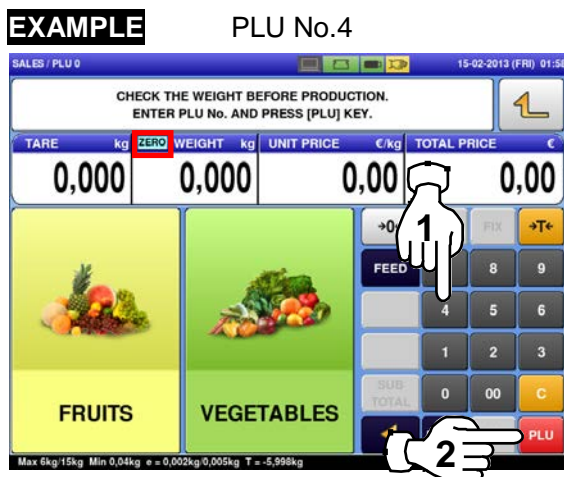 EXAMPLE PLU No.4
SALES / PLU 0 15-02-2013 (FRI) 01:5
CHECK THE WEIGHT BEFORE PRODUCTION.
ENTER PLU No. AND PRESS [PLU] KEY.
TARE kg ZERO WEIGHT kg UNIT PRICE €/kg TOTAL PRICE €
0,000 0,000 0,00 0,00
→0 1 FIX →T←
FEED 8 9
4 5 6
1 2 3
SUB TOTAL 0 00 C
FRUITS VEGETABLES
2 PLU
Max 6kg/15kg Min 0,04kg e = 0,002kg/0,005kg T = -5,998kg